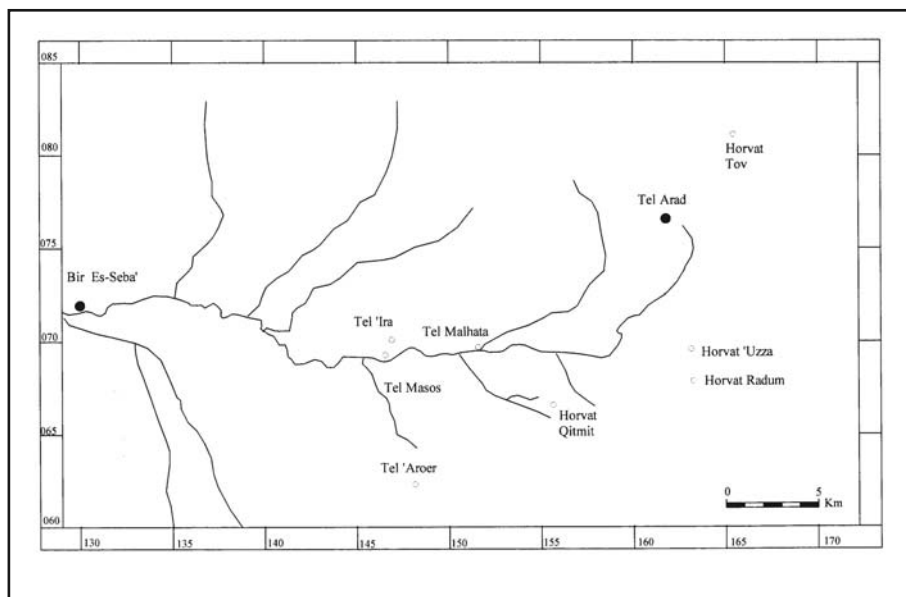 085
080
Horvat
Tov
Tel Arad
075
Bir Es-Seba'
Tel 'Ira
Tel Malhata
070
Horvat 'Uzza
Horvat Radum
Tel Masos
Horvat
Qitmit
065
Tel 'Aroer
0 5
Km
060
130 135 140 145 150 155 160 165 170